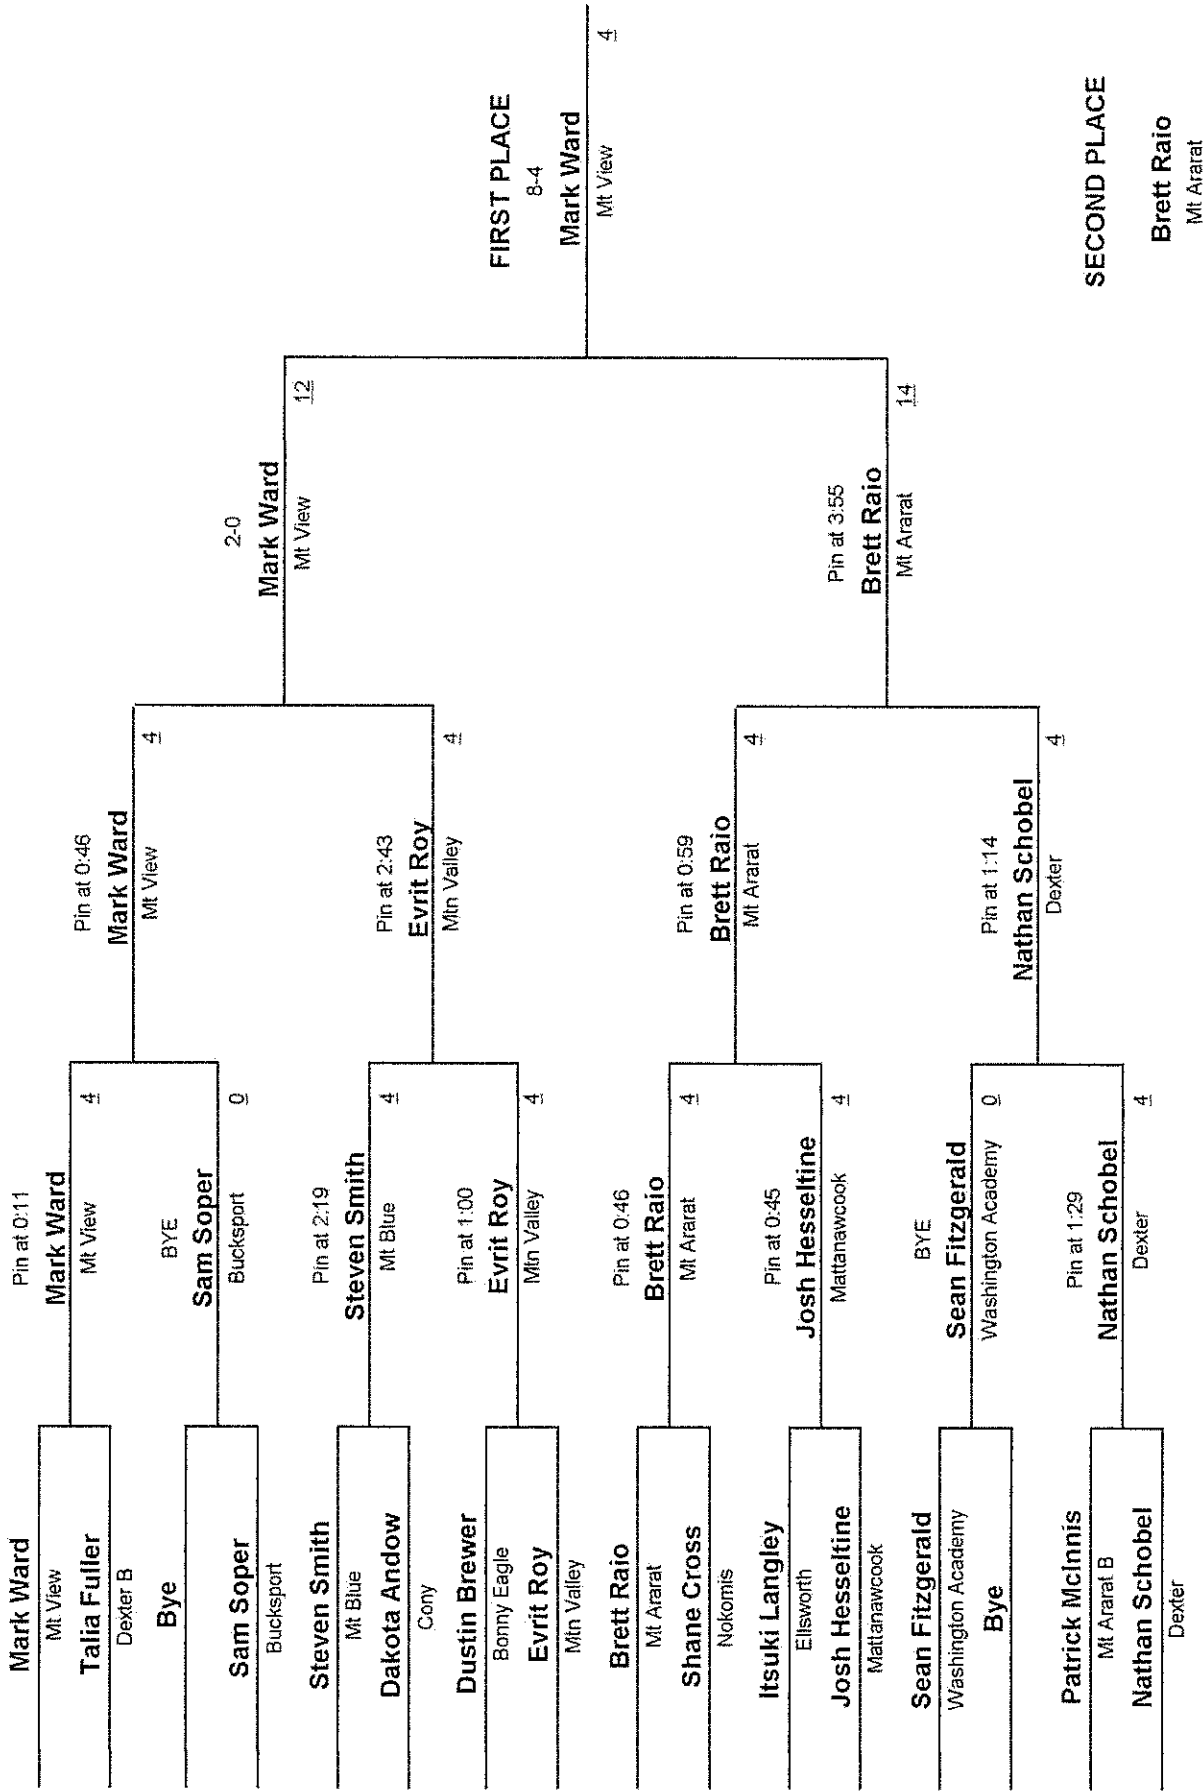 Mark Ward
Mt View
Talia Fuller
Dexter B
Bye
Sam Soper
Bucksport
Steven Smith
Mt Blue
Dakota Andow
Cony
Dustin Brewer
Bonny Eagle
Evrit Roy
Mtn Valley
Brett Raio
Mt Ararat
Shane Cross
Nokomis
Itsuki Langley
Ellsworth
Josh Hesseltine
Mattanawcook
Sean Fitzgerald
Washington Academy
Bye
Patrick McInnis
Mt Ararat B
Nathan Schobel
Dexter
Pin at 0:11
Mark Ward
Mt View
4
BYE
Sam Soper
Bucksport
0
Pin at 2:19
Steven Smith
Mt Blue
4
Pin at 1:00
Evrit Roy
Mtn Valley
4
Pin at 0:46
Brett Raio
Mt Ararat
4
Pin at 0:45
Josh Hesseltine
Mattanawcook
4
BYE
Sean Fitzgerald
Washington Academy
0
Pin at 1:29
Nathan Schobel
Dexter
4
Pin at 0:46
Mark Ward
Mt View
4
Pin at 2:43
Evrit Roy
Mtn Valley
4
Pin at 0:59
Brett Raio
Mt Ararat
4
Pin at 1:14
Nathan Schobel
Dexter
4
2-0
Mark Ward
Mt View
12
Pin at 3:55
Brett Raio
Mt Ararat
14
FIRST PLACE
8-4
Mark Ward
Mt View
4
SECOND PLACE
Brett Raio
Mt Ararat